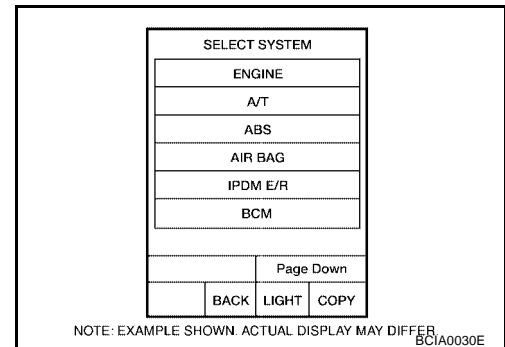 SELECT SYSTEM
ENGINE
A/T
ABS
AIR BAG
IPDM E/R
BCM
Page Down
BACK LIGHT COPY
NOTE: EXAMPLE SHOWN. ACTUAL DISPLAY MAY DIFFER.
BCIA0030E